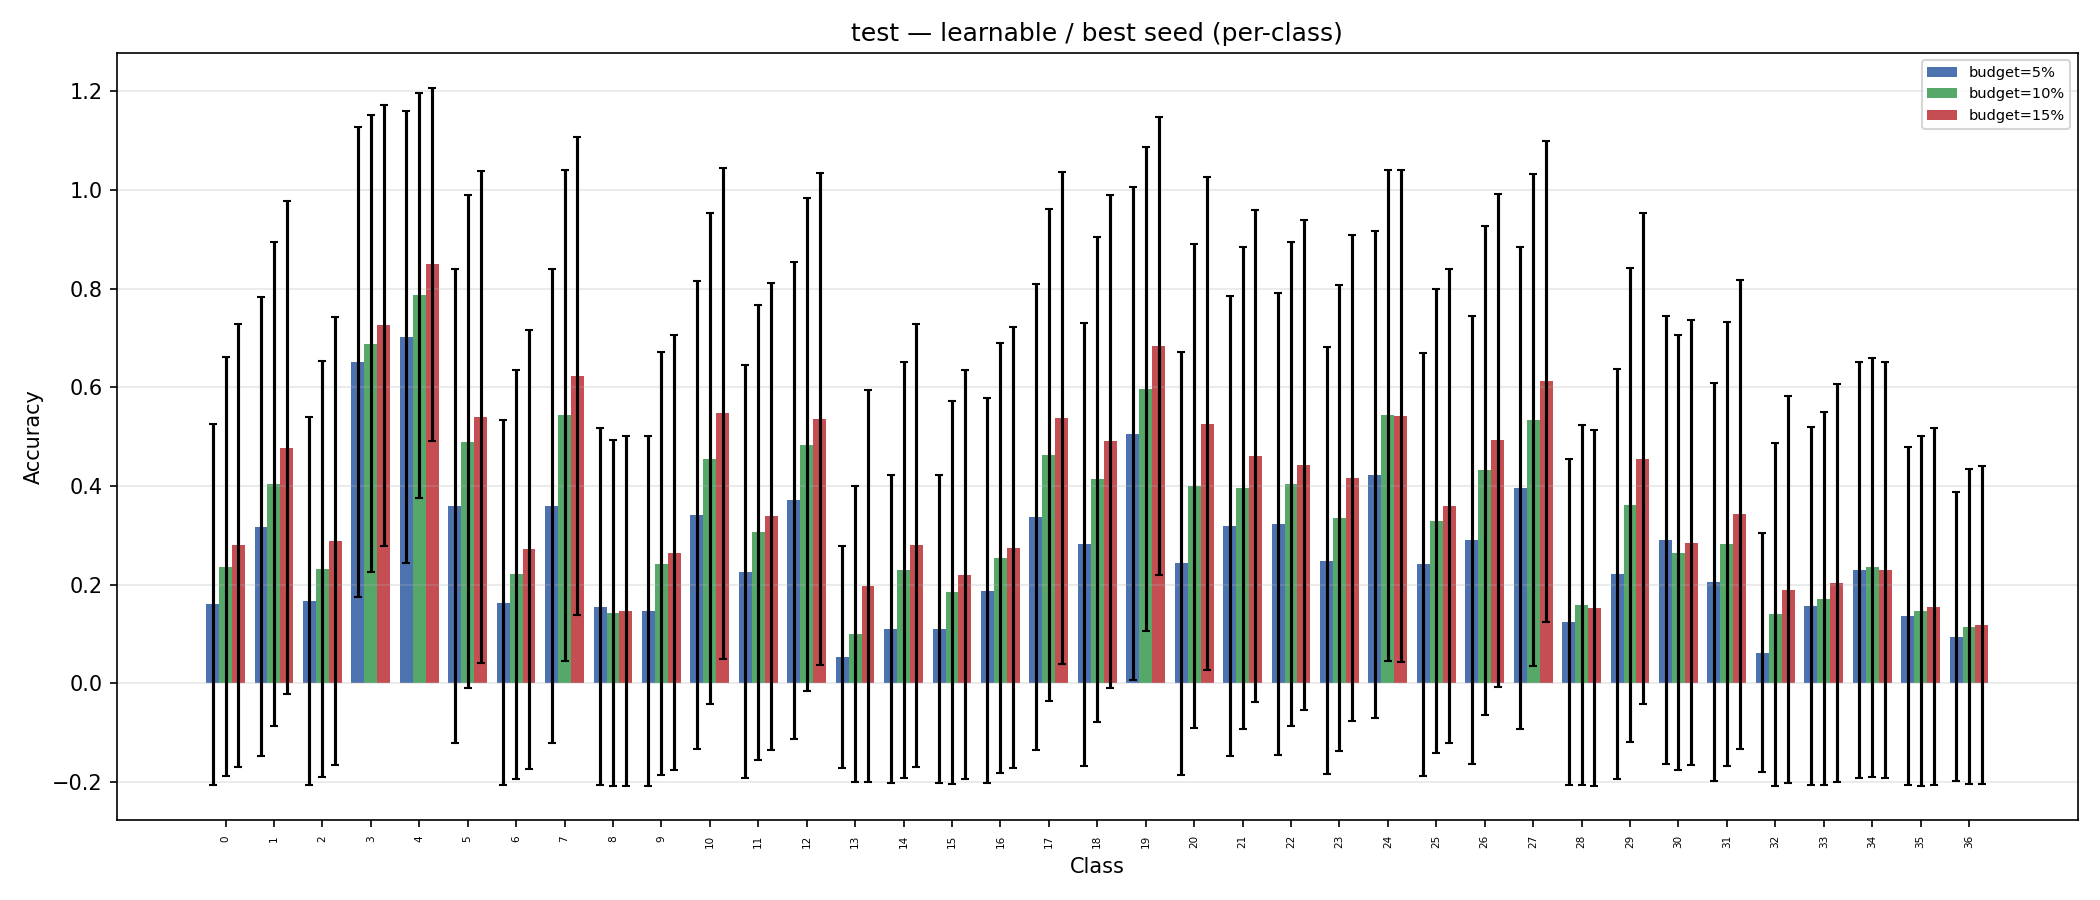 test — learnable / best seed (per-class)
budget=5%
budget=10%
budget=15%
Accuracy
1.2
1.0
0.8
0.6
0.4
0.2
0.0
−0.2
0 1 2 3 4 5 6 7 8 9 10 11 12 13 14 15 16 17 18 19 20 21 22 23 24 25 26 27 28 29 30 31 32 33 34 35 36
Class